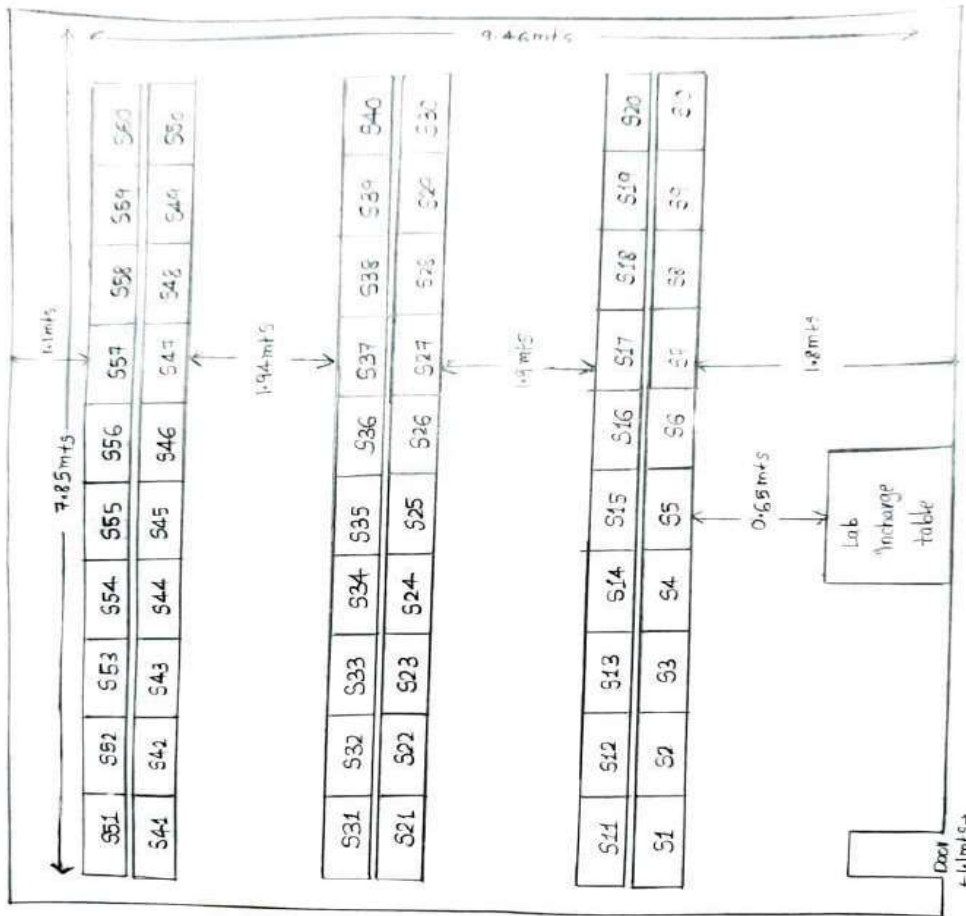 9.46mts
7.85mts
1.1mts
S51 S52 S53 S54 S55 S56 S57 S58 S59 S60
S41 S42 S43 S44 S45 S46 S47 S48 S49 S50
1.94mts
S31 S32 S33 S34 S35 S36 S37 S38 S39 S40
S21 S22 S23 S24 S25 S26 S27 S28 S29 S30
1.9mts
S11 S12 S13 S14 S15 S16 S17 S18 S19 S20
S1 S2 S3 S4 S5 S6 S7 S8 S9 S10
0.65mts
1.8mts
Lab
Incharge
table
Door